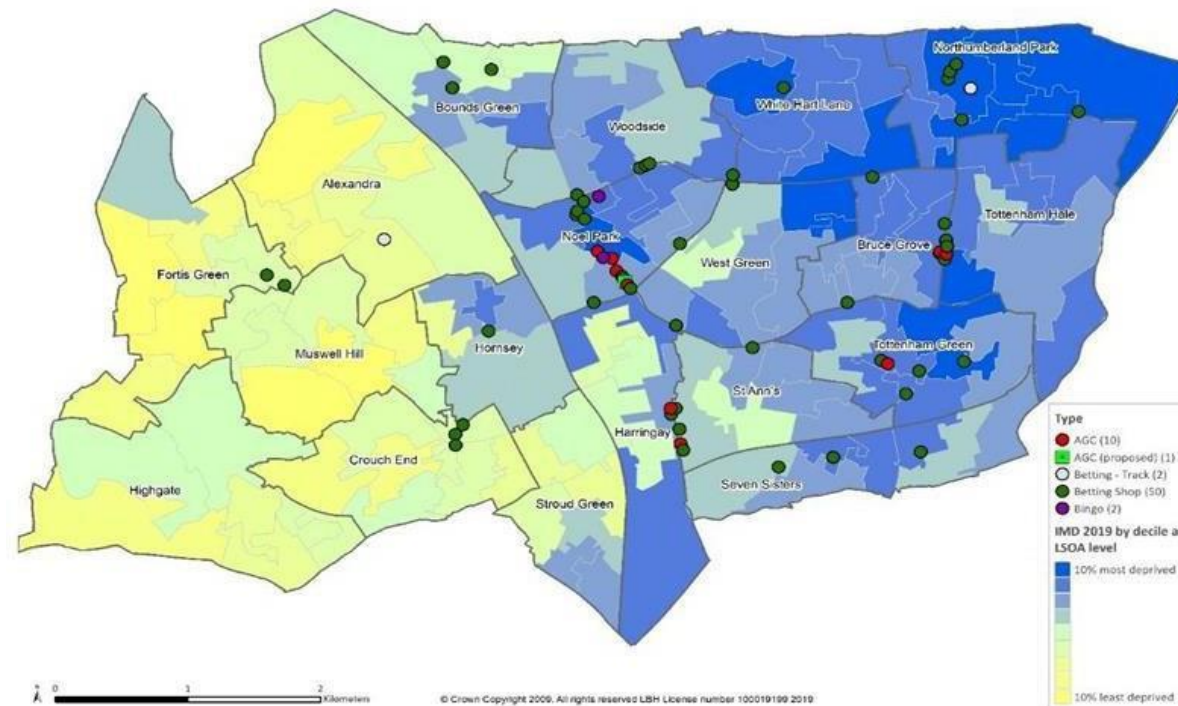 Northumberland Park
Bounds Green
White Hart Lane
Woodside
Alexandra
Tottenham Hale
Noel Park
Bruce Grove
West Green
Fortis Green
Muswell Hill
Hornsey
Tottenham Green
St Ann's
Harringay
Crouch End
Highgate
Seven Sisters
Stroud Green
Type
AGC (10)
AGC (proposed) (1)
Betting - Track (2)
Betting Shop (50)
Bingo (2)
IMD 2019 by decile a
LSOA level
10% most deprived
10% least deprived
0 1 2
Kilometers
© Crown Copyright 2009. All rights reserved LBH License number 100019199 2019